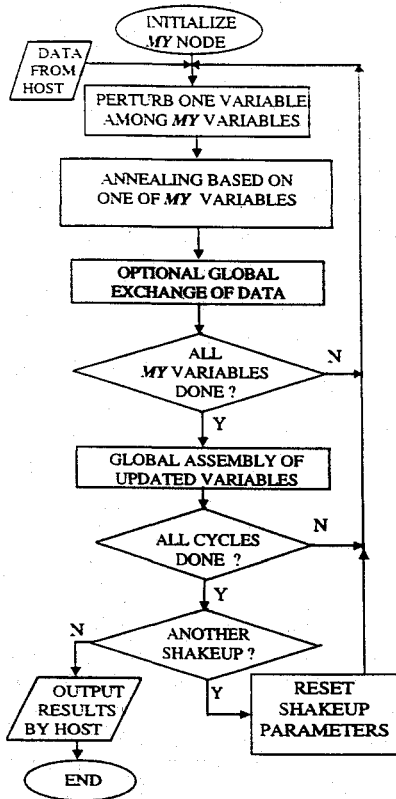 INITIALIZE
MY NODE
DATA
FROM
HOST
PERTURB ONE VARIABLE
AMONG MY VARIABLES
ANNEALING BASED ON
ONE OF MY VARIABLES
OPTIONAL GLOBAL
EXCHANGE OF DATA
ALL
MY VARIABLES
DONE ?
N
Y
GLOBAL ASSEMBLY OF
UPDATED VARIABLES
ALL CYCLES
DONE ?
N
Y
ANOTHER
SHAKEUP ?
N
Y
OUTPUT
RESULTS
BY HOST
RESET
SHAKEUP
PARAMETERS
END